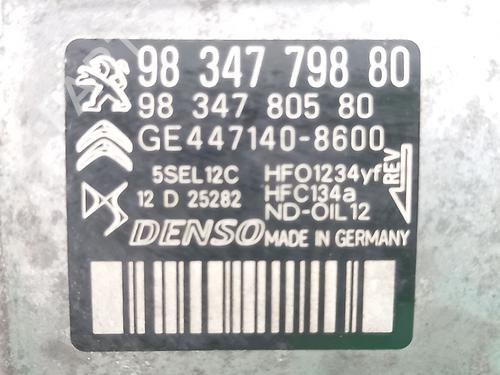 98 347 798 80
98 347 805 80
GE447140-8600
5SEL12C HFO1234yf
12 D 25282 HFC134a
ND-OIL12
REV
DENSO MADE IN GERMANY